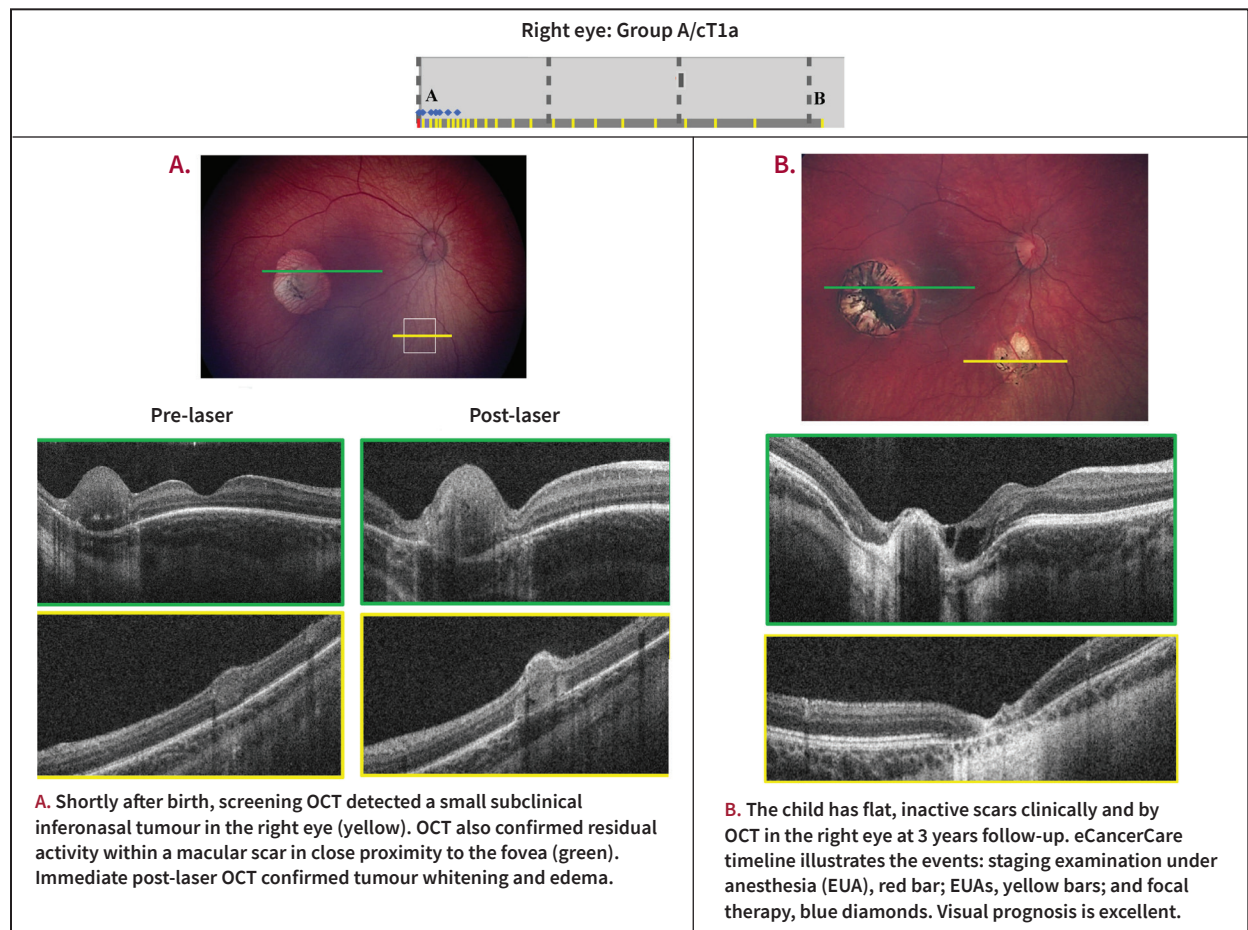 Right eye: Group A/cT1a
A
B
A.
Pre-laser
Post-laser
A. Shortly after birth, screening OCT detected a small subclinical
inferonasal tumour in the right eye (yellow). OCT also confirmed residual
activity within a macular scar in close proximity to the fovea (green).
Immediate post-laser OCT confirmed tumour whitening and edema.
B.
B. The child has flat, inactive scars clinically and by
OCT in the right eye at 3 years follow-up. eCancerCare
timeline illustrates the events: staging examination under
anesthesia (EUA), red bar; EUAs, yellow bars; and focal
therapy, blue diamonds. Visual prognosis is excellent.